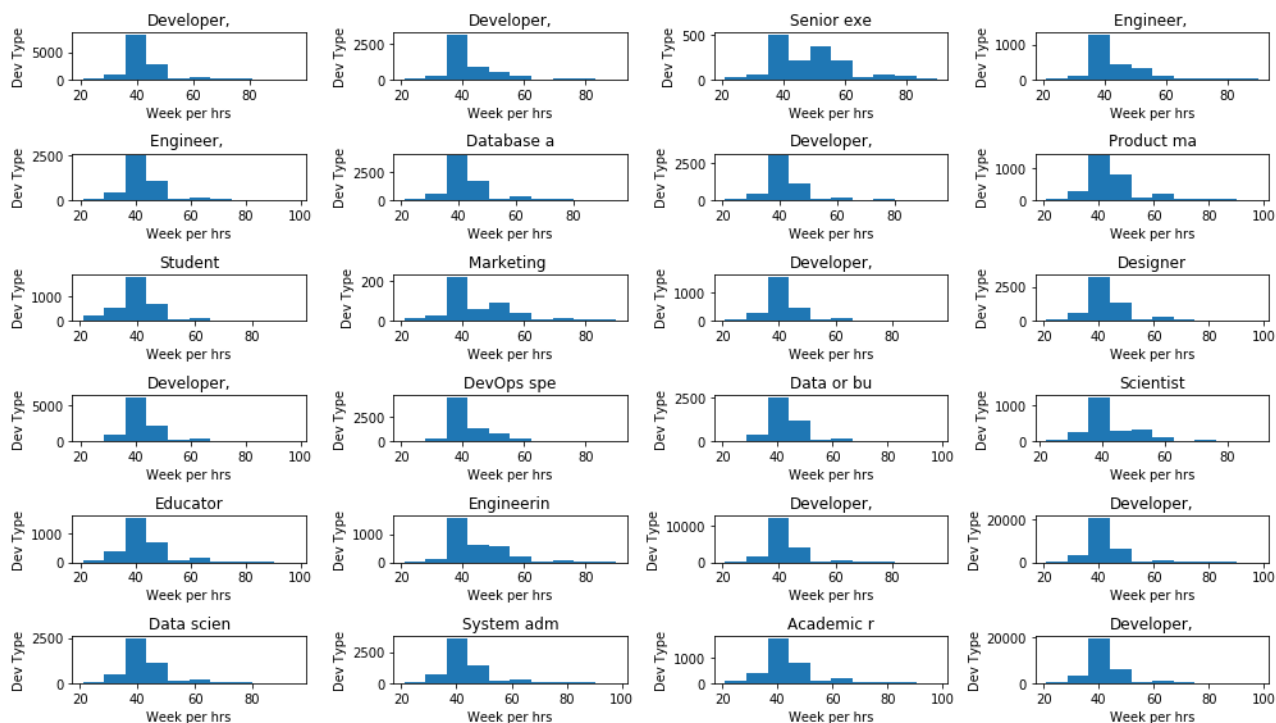 Developer,
Dev Type
5000
0
20 40 60 80
Week per hrs
Developer,
Dev Type
2500
0
20 40 60 80
Week per hrs
Senior exe
Dev Type
500
0
20 40 60 80
Week per hrs
Engineer,
Dev Type
1000
0
20 40 60 80
Week per hrs
Engineer,
Dev Type
2500
0
20 40 60 80 100
Week per hrs
Database a
Dev Type
2500
0
20 40 60 80
Week per hrs
Developer,
Dev Type
2500
0
20 40 60 80
Week per hrs
Product ma
Dev Type
1000
0
20 40 60 80 100
Week per hrs
Student
Dev Type
1000
0
20 40 60 80
Week per hrs
Marketing
Dev Type
200
0
20 40 60 80
Week per hrs
Developer,
Dev Type
1000
0
20 40 60 80
Week per hrs
Designer
Dev Type
2500
0
20 40 60 80 100
Week per hrs
Developer,
Dev Type
5000
0
20 40 60 80 100
Week per hrs
DevOps spe
Dev Type
2500
0
20 40 60 80
Week per hrs
Data or bu
Dev Type
2500
0
20 40 60 80 100
Week per hrs
Scientist
Dev Type
1000
0
20 40 60 80
Week per hrs
Educator
Dev Type
1000
0
20 40 60 80 100
Week per hrs
Engineerin
Dev Type
1000
0
20 40 60 80
Week per hrs
Developer,
Dev Type
10000
0
20 40 60 80
Week per hrs
Developer,
Dev Type
20000
0
20 40 60 80 100
Week per hrs
Data scien
Dev Type
2500
0
20 40 60 80
Week per hrs
System adm
Dev Type
2500
0
20 40 60 80 100
Week per hrs
Academic r
Dev Type
1000
0
20 40 60 80 100
Week per hrs
Developer,
Dev Type
20000
0
20 40 60 80 100
Week per hrs